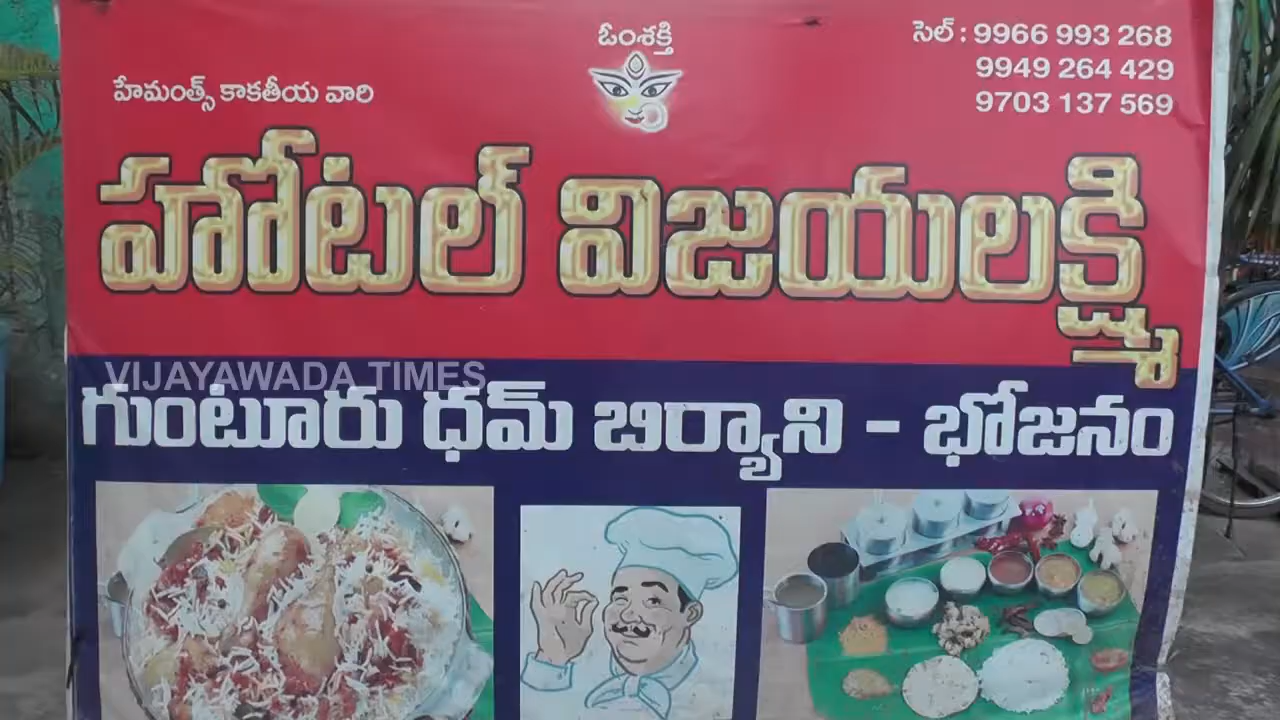 ఓంశక్తి
సెల్ : 9966 993 268
9949 264 429
9703 137 569
హేమంత్స్ కాకతీయ వారి
హోటల్ విజయలక్ష్మి
VIJAYAWADA TIMES
గుంటూరు ధమ్ బిర్యాని - భోజనం